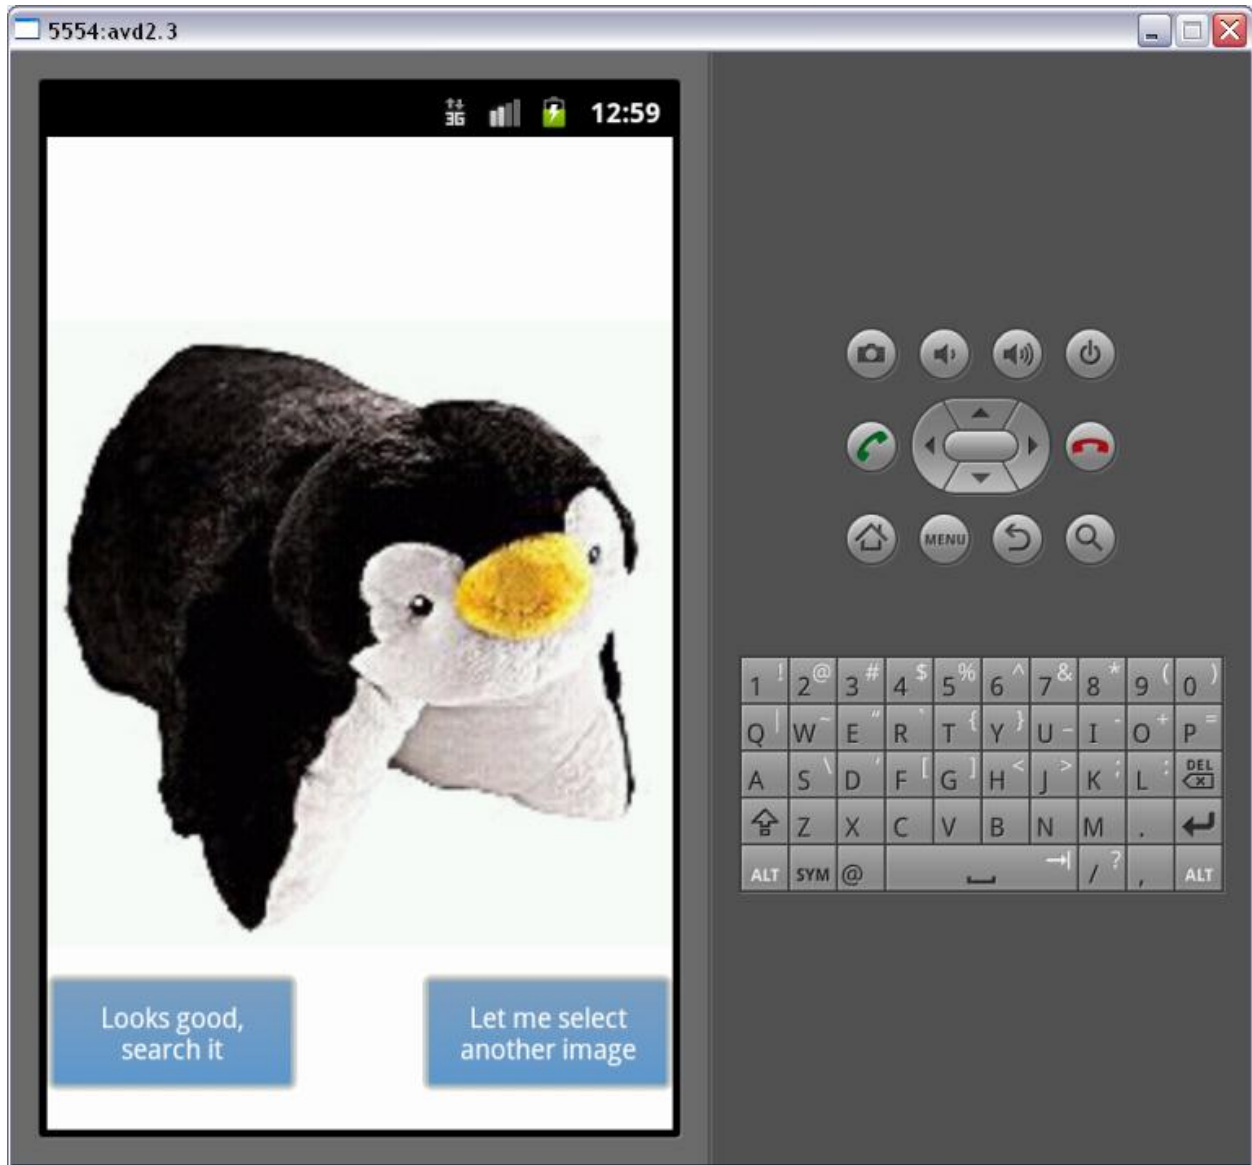 5554:avd2.3
3G 12:59
Looks good,
search it
Let me select
another image
MENU
1 ! 2 @ 3 # 4 $ 5 % 6 ^ 7 & 8 * 9 ( 0 )
Q | W ~ E " R ` T { Y } U _ I - O + P =
A S \ D ' F [ G ] H < J > K ; L : DEL
Z X C V B N M .
ALT SYM @ / ? , ALT